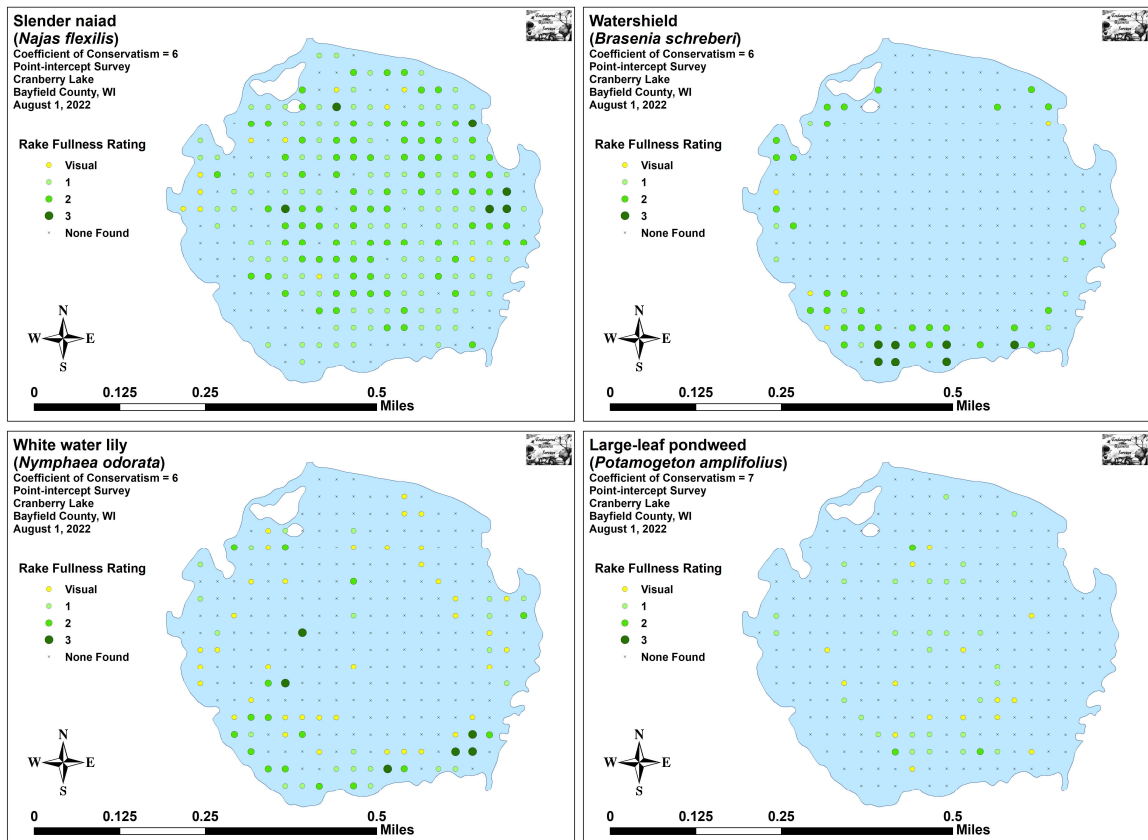 Slender naiad
(Najas flexilis)
Coefficient of Conservatism = 6
Point-intercept Survey
Cranberry Lake
Bayfield County, WI
August 1, 2022
Rake Fullness Rating
Visual
1
2
3
None Found
N
W E
S
0 0.125 0.25 0.5
Miles
Watershield
(Brasenia schreberi)
Coefficient of Conservatism = 6
Point-intercept Survey
Cranberry Lake
Bayfield County, WI
August 1, 2022
Rake Fullness Rating
Visual
1
2
3
None Found
N
W E
S
0 0.125 0.25 0.5
Miles
White water lily
(Nymphaea odorata)
Coefficient of Conservatism = 6
Point-intercept Survey
Cranberry Lake
Bayfield County, WI
August 1, 2022
Rake Fullness Rating
Visual
1
2
3
None Found
N
W E
S
0 0.125 0.25 0.5
Miles
Large-leaf pondweed
(Potamogeton amplifolius)
Coefficient of Conservatism = 7
Point-intercept Survey
Cranberry Lake
Bayfield County, WI
August 1, 2022
Rake Fullness Rating
Visual
1
2
3
None Found
N
W E
S
0 0.125 0.25 0.5
Miles